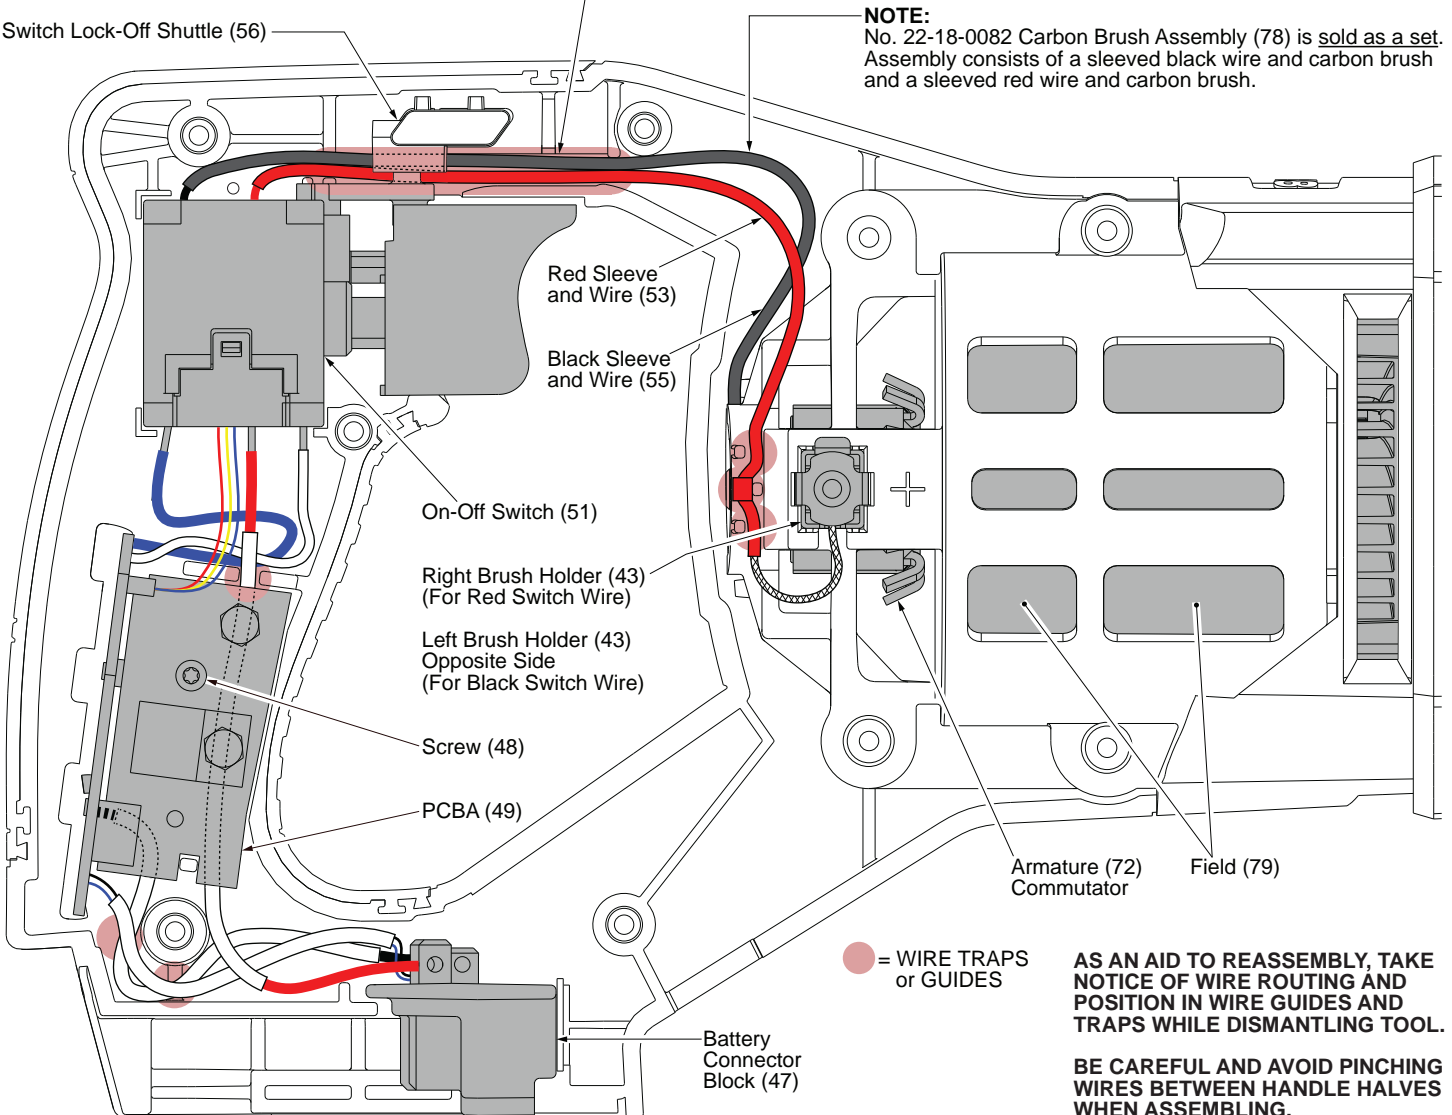 Switch Lock-Off Shuttle (56)
NOTE:
No. 22-18-0082 Carbon Brush Assembly (78) is sold as a set.
Assembly consists of a sleeved black wire and carbon brush
and a sleeved red wire and carbon brush.
Red Sleeve
and Wire (53)
Black Sleeve
and Wire (55)
On-Off Switch (51)
Right Brush Holder (43)
(For Red Switch Wire)
Left Brush Holder (43)
Opposite Side
(For Black Switch Wire)
Screw (48)
PCBA (49)
Armature (72)
Commutator
Field (79)
= WIRE TRAPS
or GUIDES
Battery
Connector
Block (47)
AS AN AID TO REASSEMBLY, TAKE
NOTICE OF WIRE ROUTING AND
POSITION IN WIRE GUIDES AND
TRAPS WHILE DISMANTLING TOOL.
BE CAREFUL AND AVOID PINCHING
WIRES BETWEEN HANDLE HALVES
WHEN ASSEMBLING.